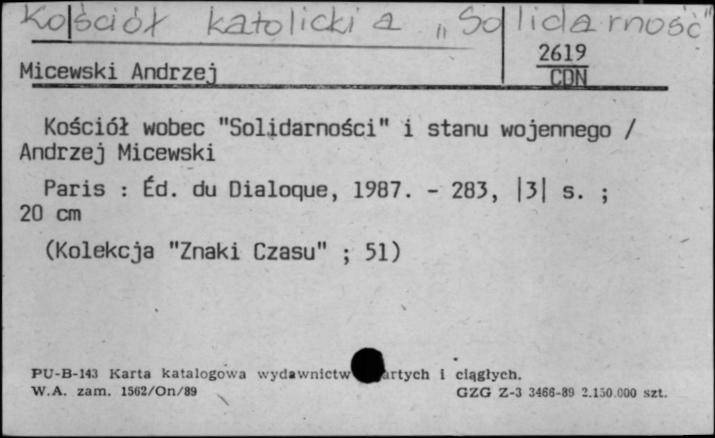 Kościół katolicki a „Solidarność"
2619
CDN
Micewski Andrzej
Kościół wobec "Solidarności" i stanu wojennego /
Andrzej Micewski
Paris : Éd. du Dialoque, 1987. - 283, |3| s. ;
20 cm
(Kolekcja "Znaki Czasu" ; 51)
PU-B-143 Karta katalogowa wydawnictw artych i ciągłych.
W.A. zam. 1562/On/89 GZG Z-3 3466-89 2.150.000 szt.